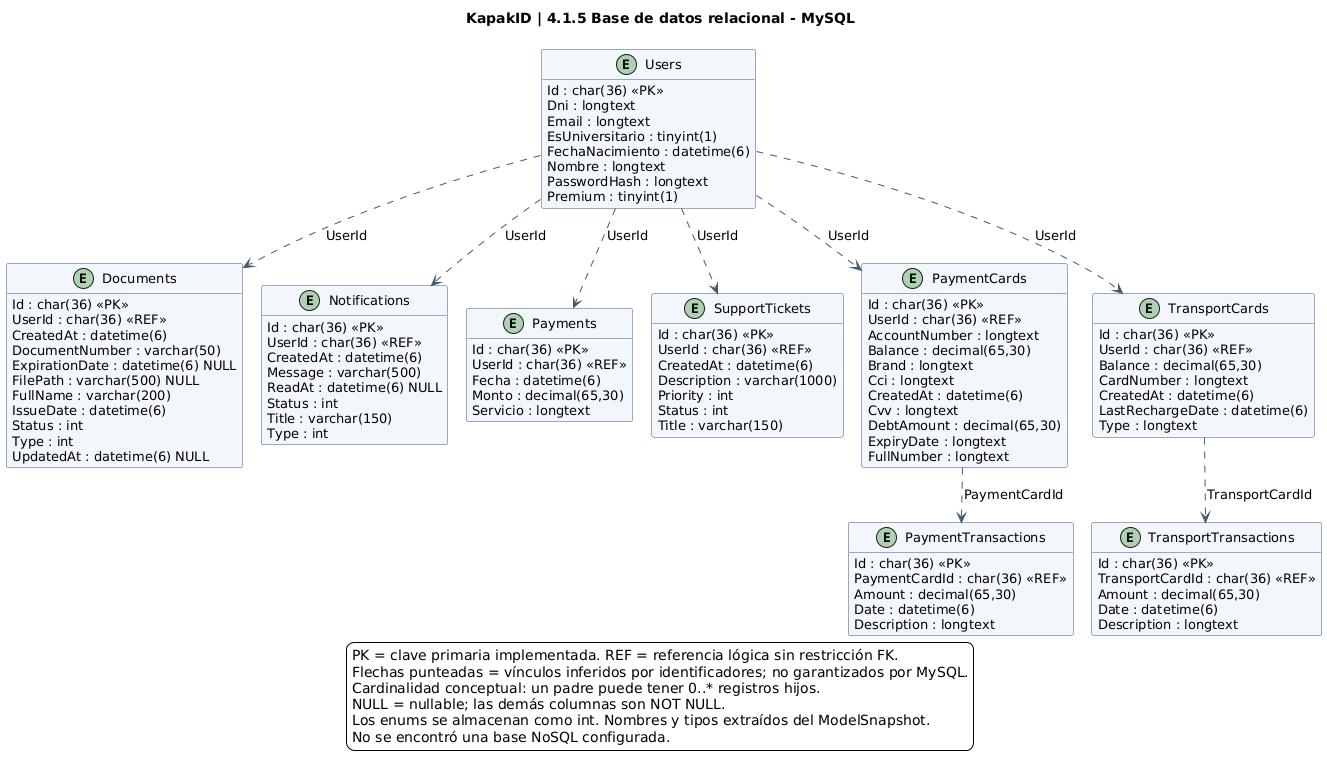 KapakID | 4.1.5 Base de datos relacional - MySQL
E Users
Id : char(36) «PK»
Dni : longtext
Email : longtext
EsUniversitario : tinyint(1)
FechaNacimiento : datetime(6)
Nombre : longtext
PasswordHash : longtext
Premium : tinyint(1)
UserId
UserId
UserId
UserId
UserId
UserId
E Documents
Id : char(36) «PK»
UserId : char(36) «REF»
CreatedAt : datetime(6)
DocumentNumber : varchar(50)
ExpirationDate : datetime(6) NULL
FilePath : varchar(500) NULL
FullName : varchar(200)
IssueDate : datetime(6)
Status : int
Type : int
UpdatedAt : datetime(6) NULL
E Notifications
Id : char(36) «PK»
UserId : char(36) «REF»
CreatedAt : datetime(6)
Message : varchar(500)
ReadAt : datetime(6) NULL
Status : int
Title : varchar(150)
Type : int
E Payments
Id : char(36) «PK»
UserId : char(36) «REF»
Fecha : datetime(6)
Monto : decimal(65,30)
Servicio : longtext
E SupportTickets
Id : char(36) «PK»
UserId : char(36) «REF»
CreatedAt : datetime(6)
Description : varchar(1000)
Priority : int
Status : int
Title : varchar(150)
E PaymentCards
Id : char(36) «PK»
UserId : char(36) «REF»
AccountNumber : longtext
Balance : decimal(65,30)
Brand : longtext
Cci : longtext
CreatedAt : datetime(6)
Cvv : longtext
DebtAmount : decimal(65,30)
ExpiryDate : longtext
FullNumber : longtext
E TransportCards
Id : char(36) «PK»
UserId : char(36) «REF»
Balance : decimal(65,30)
CardNumber : longtext
CreatedAt : datetime(6)
LastRechargeDate : datetime(6)
Type : longtext
PaymentCardId
TransportCardId
E PaymentTransactions
Id : char(36) «PK»
PaymentCardId : char(36) «REF»
Amount : decimal(65,30)
Date : datetime(6)
Description : longtext
E TransportTransactions
Id : char(36) «PK»
TransportCardId : char(36) «REF»
Amount : decimal(65,30)
Date : datetime(6)
Description : longtext
PK = clave primaria implementada. REF = referencia lógica sin restricción FK.
Flechas punteadas = vínculos inferidos por identificadores; no garantizados por MySQL.
Cardinalidad conceptual: un padre puede tener 0..* registros hijos.
NULL = nullable; las demás columnas son NOT NULL.
Los enums se almacenan como int. Nombres y tipos extraídos del ModelSnapshot.
No se encontró una base NoSQL configurada.